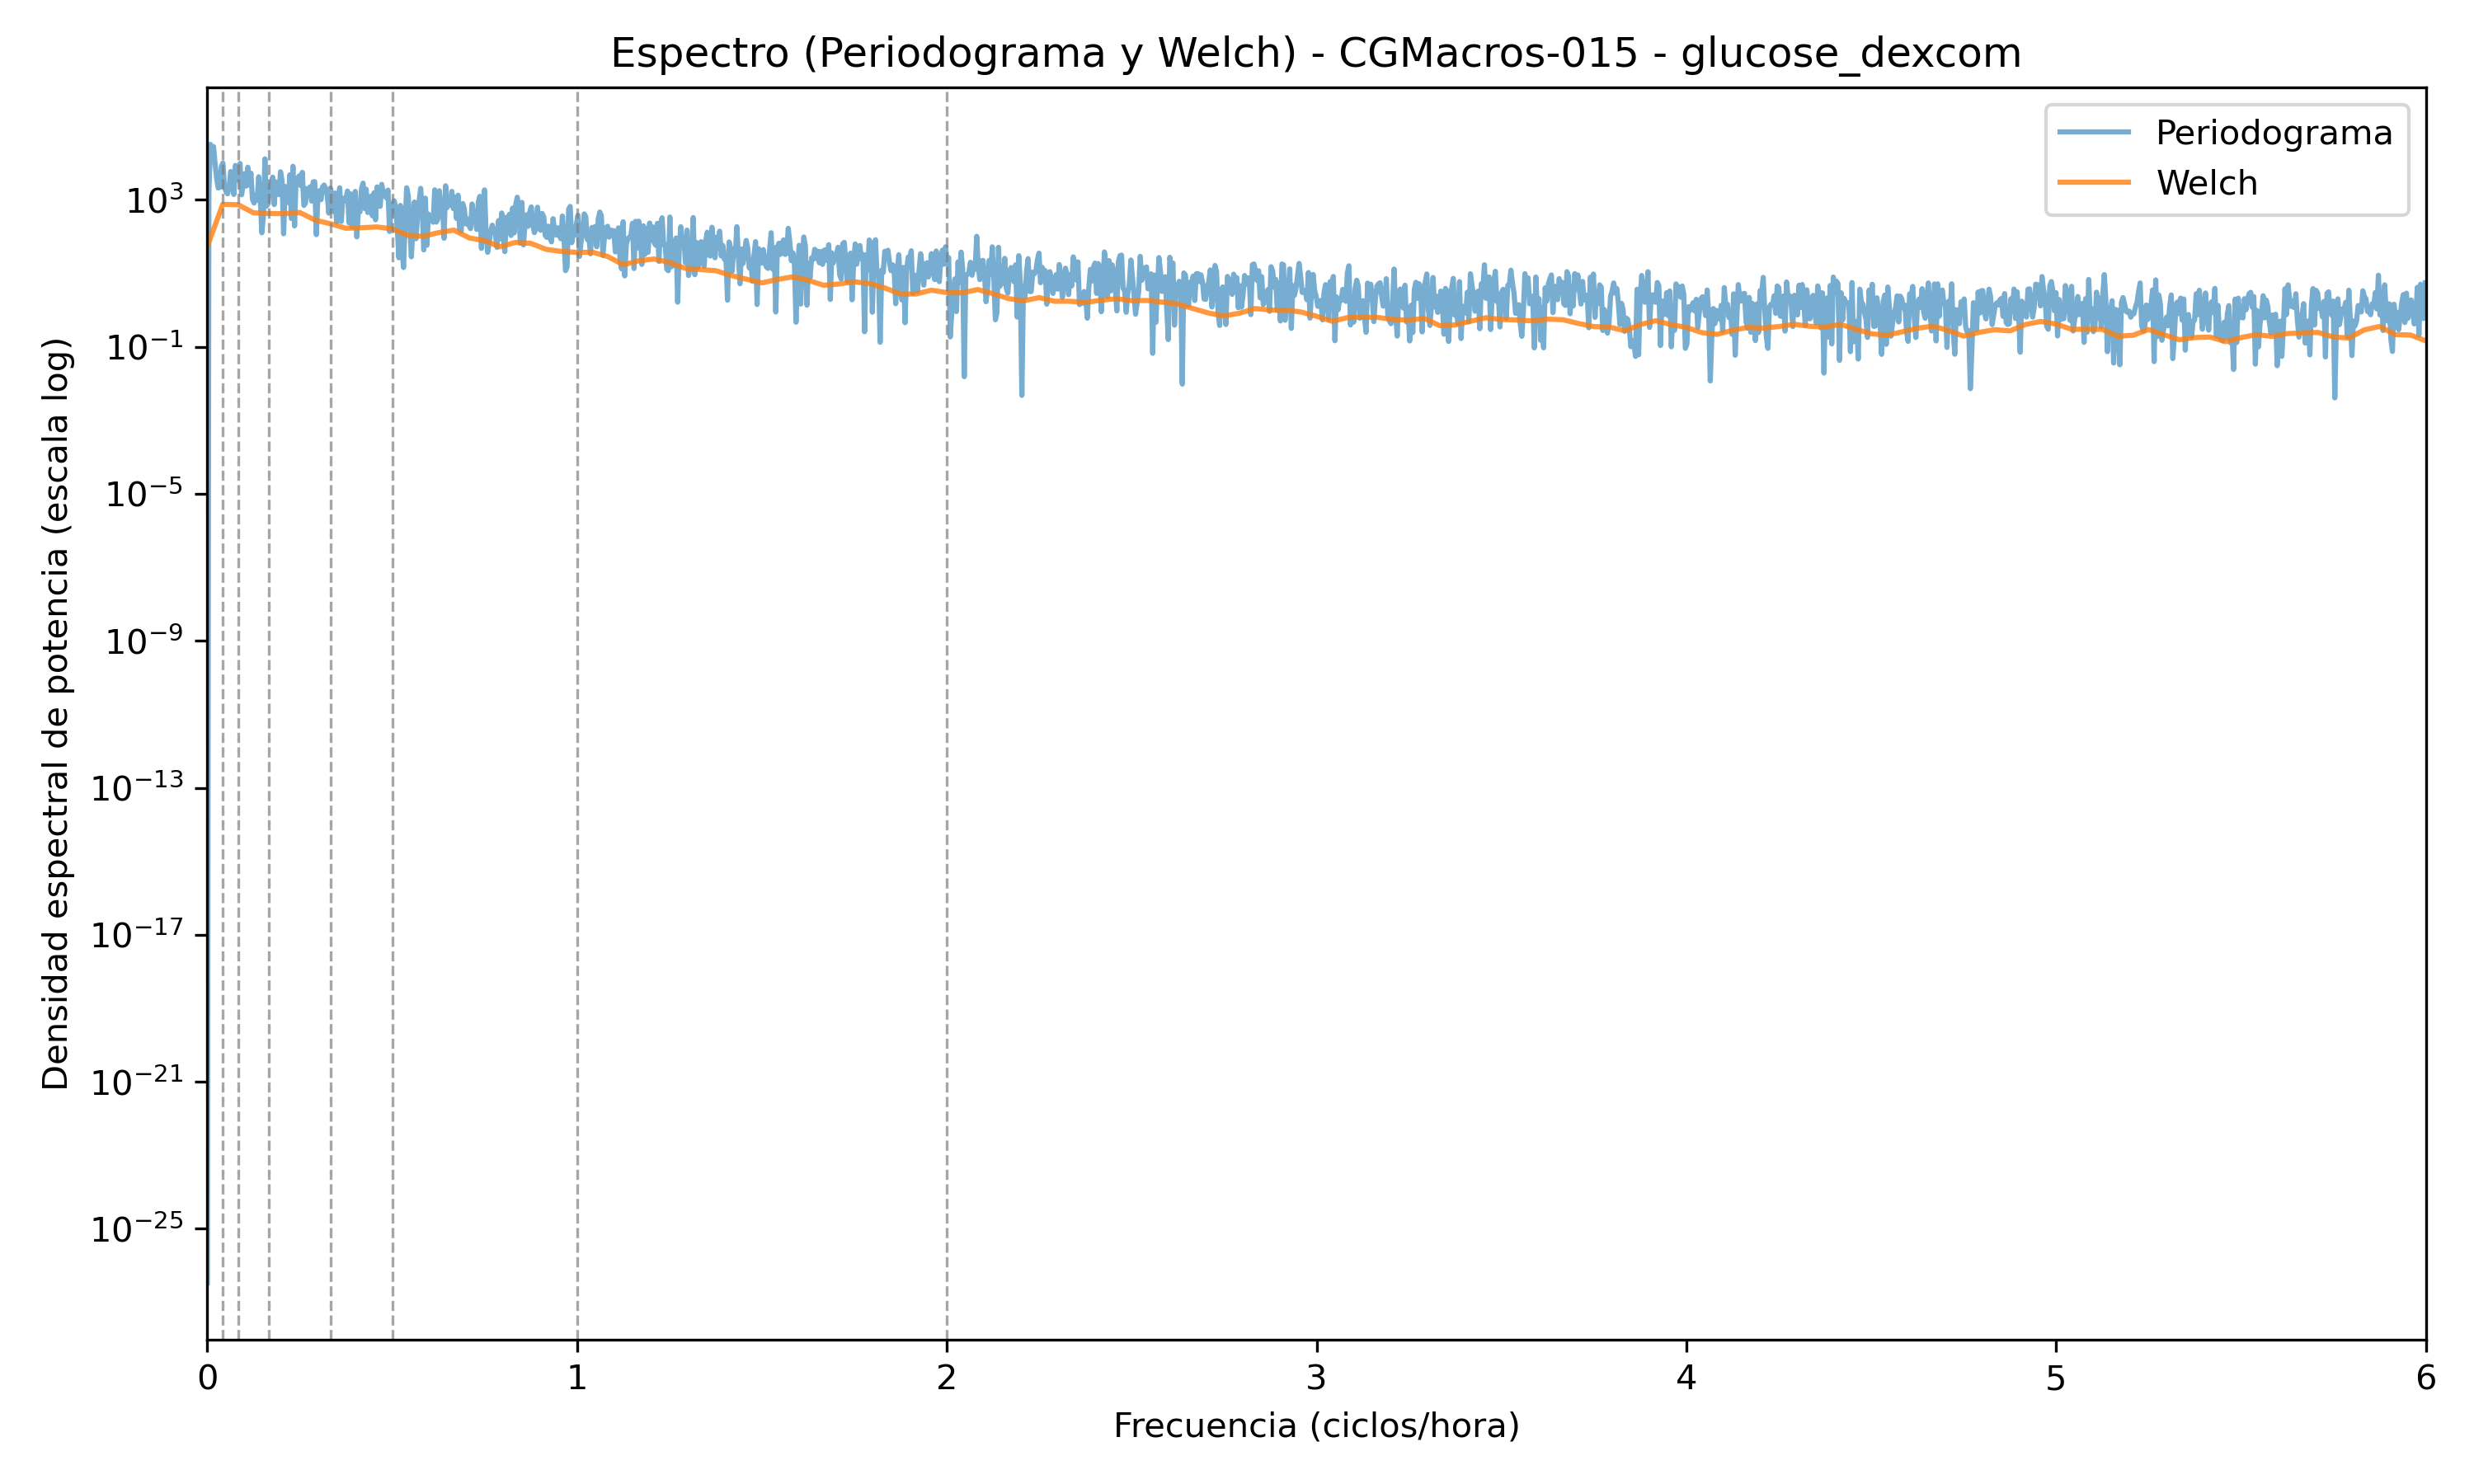 Espectro (Periodograma y Welch) - CGMacros-015 - glucose_dexcom
Periodograma
Welch
Densidad espectral de potencia (escala log)
10³
10⁻¹
10⁻⁵
10⁻⁹
10⁻¹³
10⁻¹⁷
10⁻²¹
10⁻²⁵
0 1 2 3 4 5 6
Frecuencia (ciclos/hora)